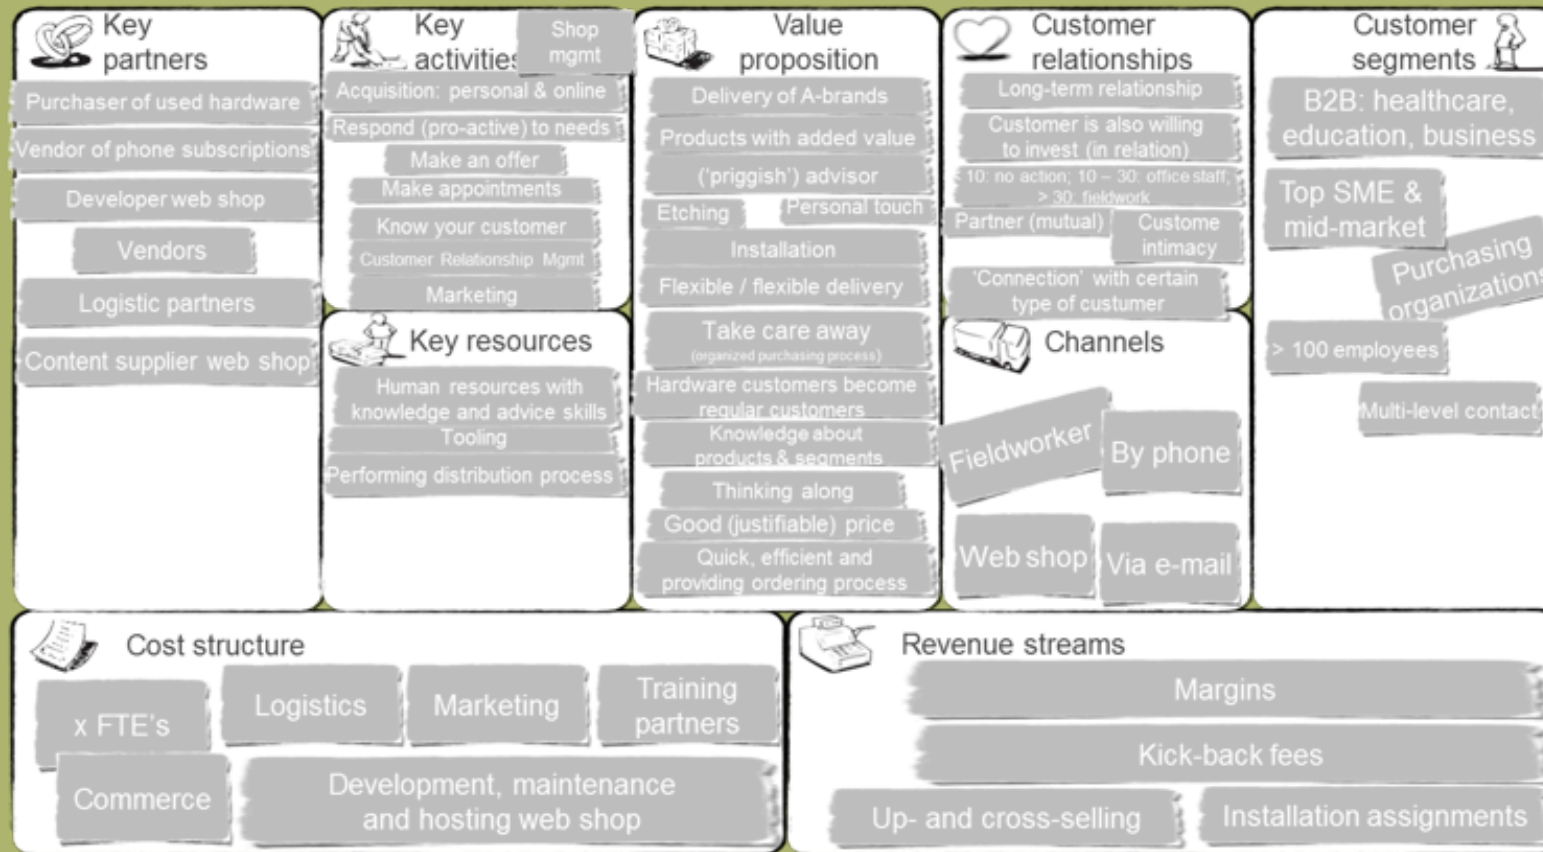 Key
partners
Purchaser of used hardware
Vendor of phone subscriptions
Developer web shop
Vendors
Logistic partners
Content supplier web shop
Key
activities
Shop
mgmt
Acquisition: personal & online
Respond (pro-active) to needs
Make an offer
Make appointments
Know your customer
Customer Relationship Mgmt
Marketing
Key resources
Human resources with
knowledge and advice skills
Tooling
Performing distribution process
Value
proposition
Delivery of A-brands
Products with added value
('priggish') advisor
Etching
Personal touch
Installation
Flexible / flexible delivery
Take care away
(organized purchasing process)
Hardware customers become
regular customers
Knowledge about
products & segments
Thinking along
Good (justifiable) price
Quick, efficient and
providing ordering process
Customer
relationships
Long-term relationship
Customer is also willing
to invest (in relation)
10: no action; 10 – 30: office staff;
> 30: fieldwork
Partner (mutual)
Custome
intimacy
'Connection' with certain
type of custumer
Channels
Fieldworker
By phone
Web shop
Via e-mail
Customer
segments
B2B: healthcare,
education, business
Top SME &
mid-market
Purchasing
organizations
> 100 employees
Multi-level contact
Cost structure
x FTE's
Logistics
Marketing
Training
partners
Commerce
Development, maintenance
and hosting web shop
Revenue streams
Margins
Kick-back fees
Up- and cross-selling
Installation assignments